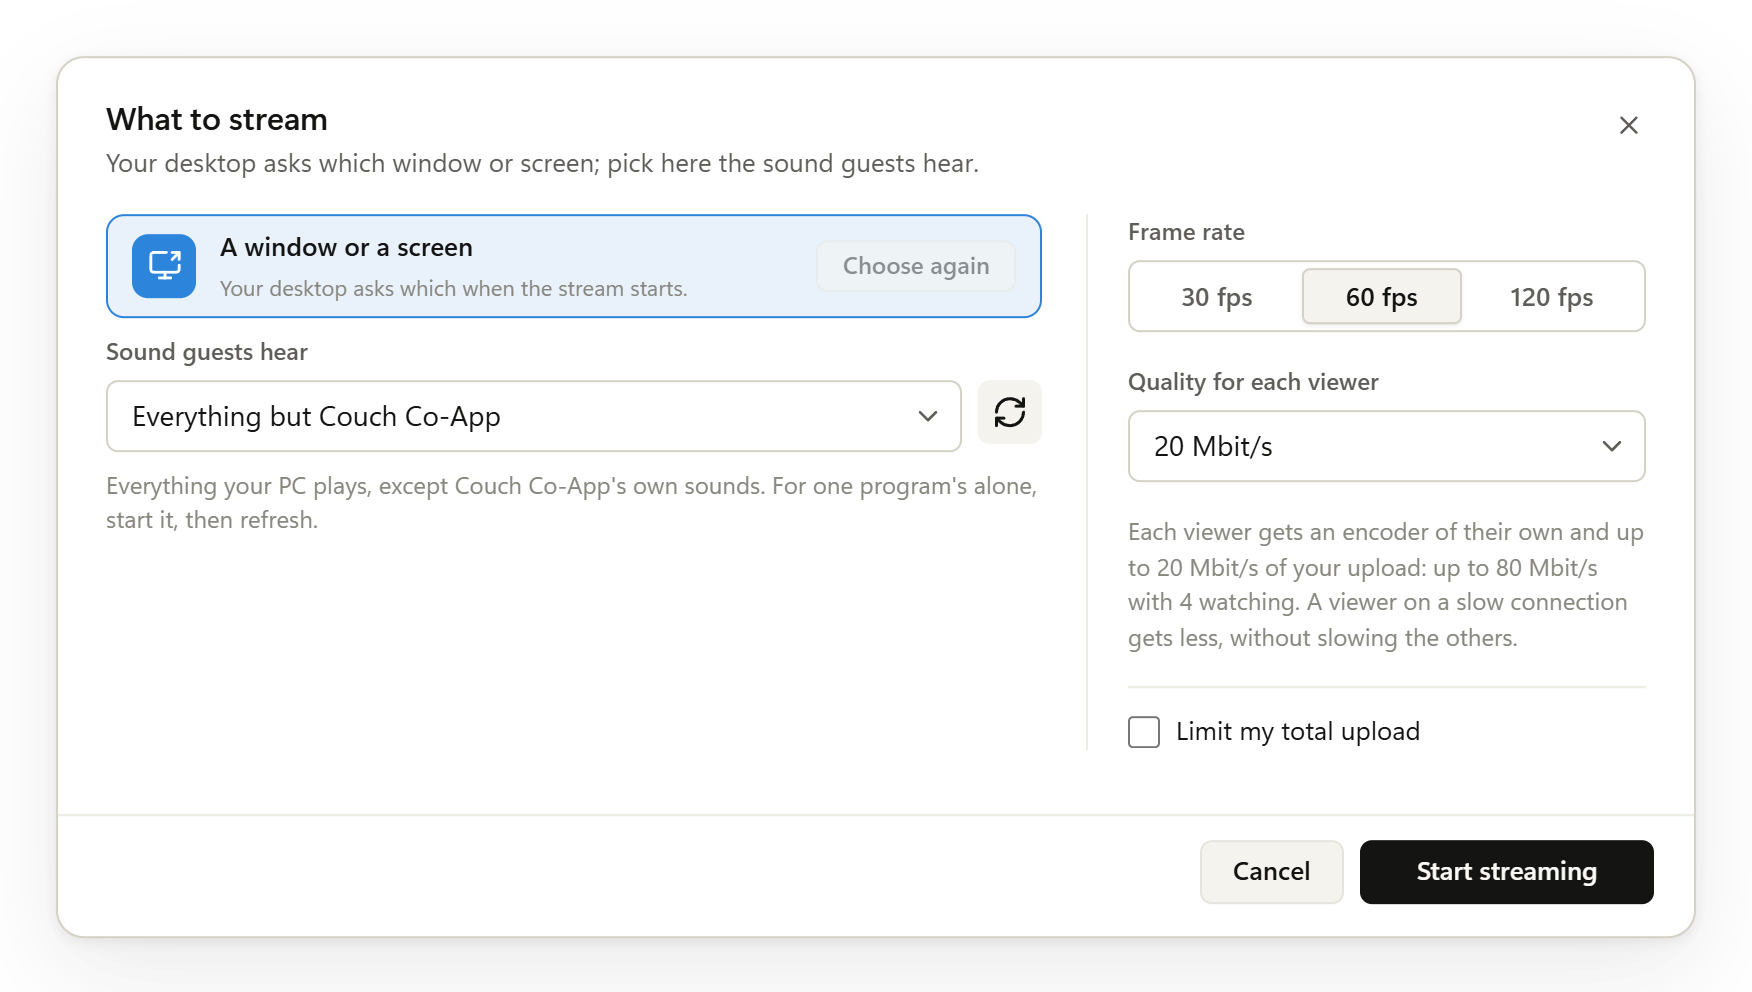 What to stream
Your desktop asks which window or screen; pick here the sound guests hear.
A window or a screen
Your desktop asks which when the stream starts.
Choose again
Sound guests hear
Everything but Couch Co-App
Everything your PC plays, except Couch Co-App's own sounds. For one program's alone,
start it, then refresh.
Frame rate
30 fps
60 fps
120 fps
Quality for each viewer
20 Mbit/s
Each viewer gets an encoder of their own and up
to 20 Mbit/s of your upload: up to 80 Mbit/s
with 4 watching. A viewer on a slow connection
gets less, without slowing the others.
Limit my total upload
Cancel
Start streaming